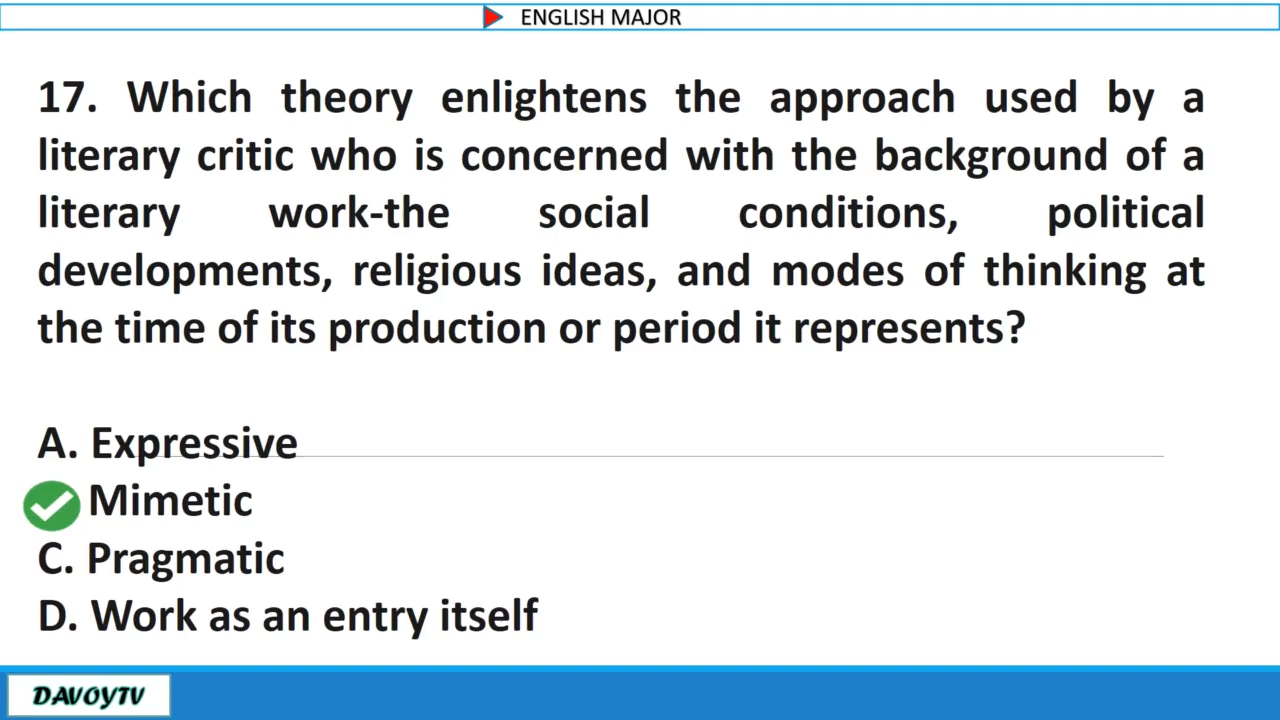 ENGLISH MAJOR
17. Which theory enlightens the approach used by a
literary critic who is concerned with the background of a
literary work-the social conditions, political
developments, religious ideas, and modes of thinking at
the time of its production or period it represents?
A. Expressive
Mimetic
C. Pragmatic
D. Work as an entry itself
DAVOYTV